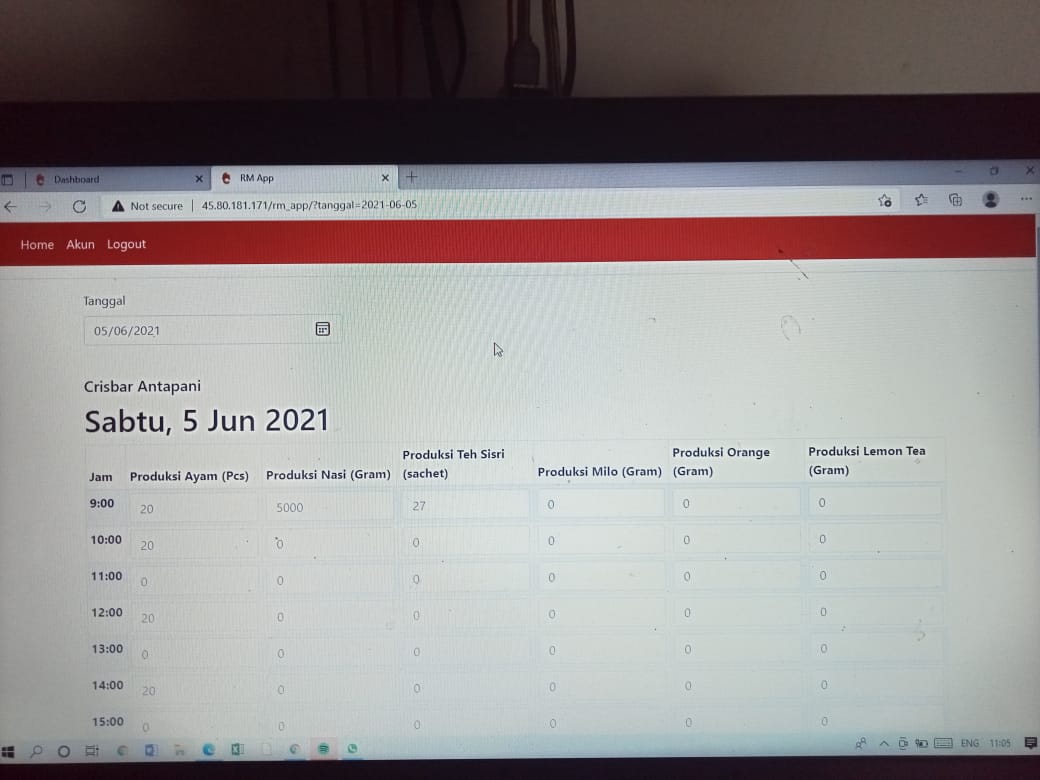 Dashboard
RM App
Not secure | 45.80.181.171/rm_app/?tanggal=2021-06-05
Home Akun Logout
Tanggal
05/06/2021
Crisbar Antapani
Sabtu, 5 Jun 2021
Jam Produksi Ayam (Pcs) Produksi Nasi (Gram) Produksi Teh Sisri (sachet) Produksi Milo (Gram) Produksi Orange (Gram) Produksi Lemon Tea (Gram)
9:00 20 5000 27 0 0 0
10:00 20 0 0 0 0 0
11:00 0 0 0 0 0 0
12:00 20 0 0 0 0 0
13:00 0 0 0 0 0 0
14:00 20 0 0 0 0 0
15:00 0 0 0 0 0 0
ENG 11:05